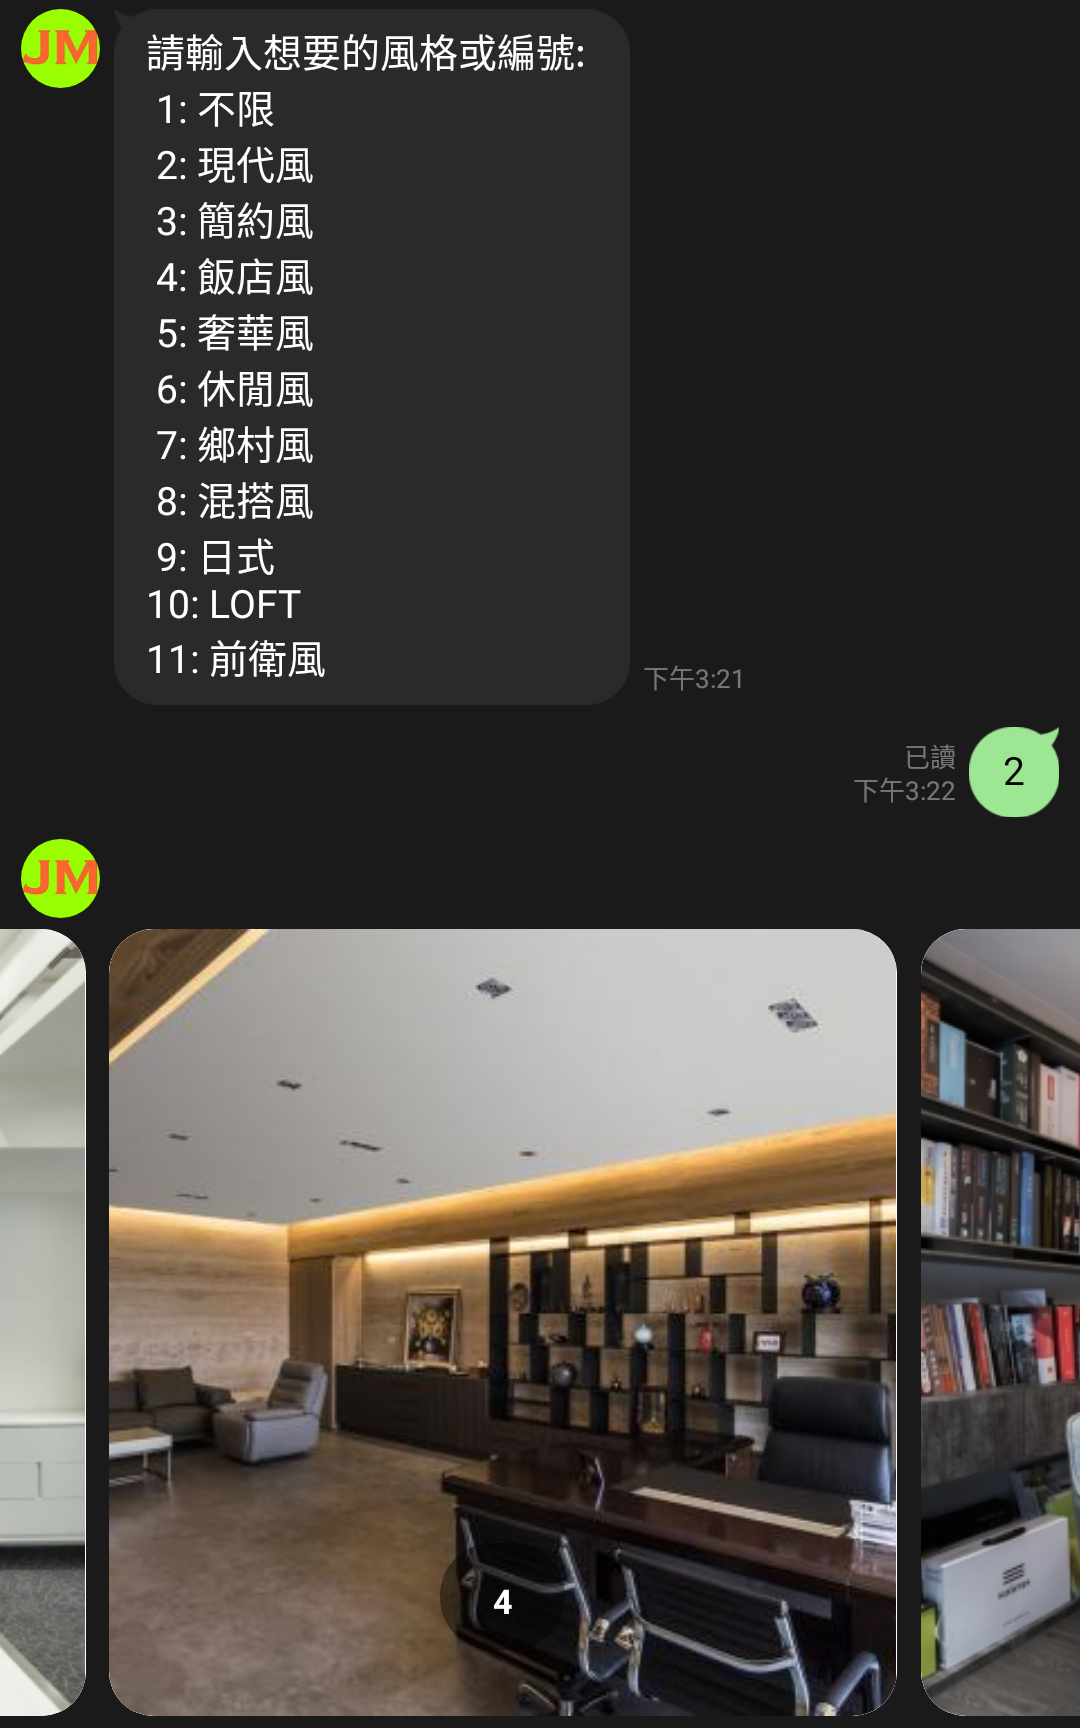 JM
請輸入想要的風格或編號:
1: 不限
2: 現代風
3: 簡約風
4: 飯店風
5: 奢華風
6: 休閒風
7: 鄉村風
8: 混搭風
9: 日式
10: LOFT
11: 前衛風
下午3:21
已讀
下午3:22
2
JM
4